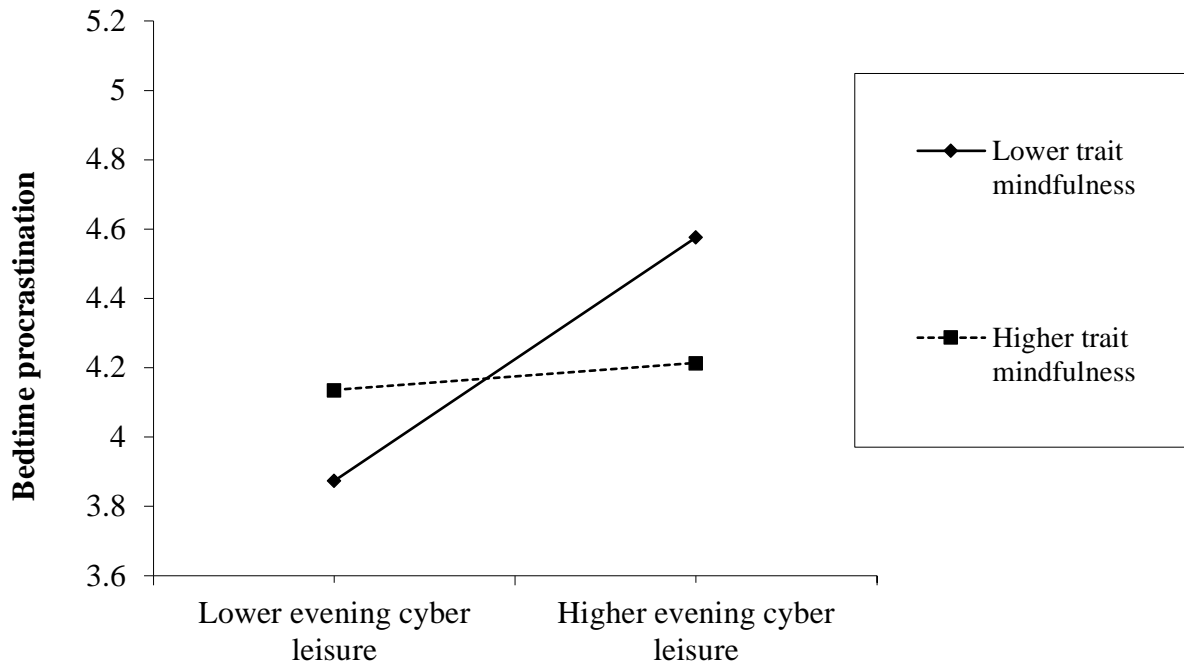 Bedtime procrastination
5.2
5
4.8
4.6
4.4
4.2
4
3.8
3.6
Lower evening cyber
leisure
Higher evening cyber
leisure
Lower trait
mindfulness
Higher trait
mindfulness